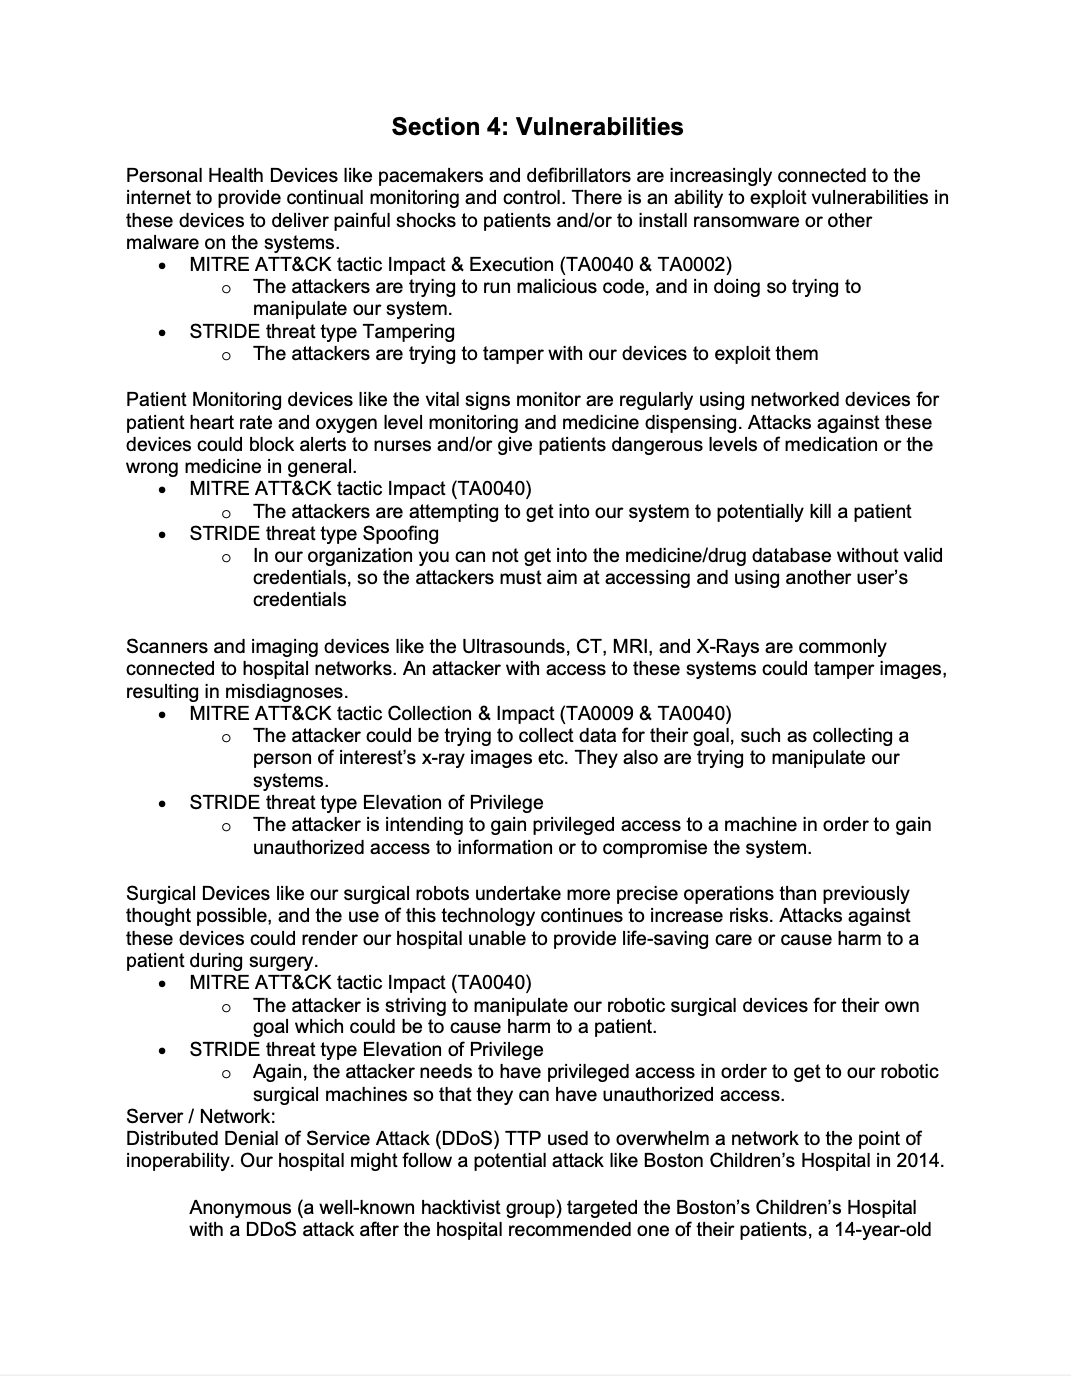 Section 4: Vulnerabilities
Personal Health Devices like pacemakers and defibrillators are increasingly connected to the
internet to provide continual monitoring and control. There is an ability to exploit vulnerabilities in
these devices to deliver painful shocks to patients and/or to install ransomware or other
malware on the systems.
• MITRE ATT&CK tactic Impact & Execution (TA0040 & TA0002)
o The attackers are trying to run malicious code, and in doing so trying to
manipulate our system.
• STRIDE threat type Tampering
o The attackers are trying to tamper with our devices to exploit them
Patient Monitoring devices like the vital signs monitor are regularly using networked devices for
patient heart rate and oxygen level monitoring and medicine dispensing. Attacks against these
devices could block alerts to nurses and/or give patients dangerous levels of medication or the
wrong medicine in general.
• MITRE ATT&CK tactic Impact (TA0040)
o The attackers are attempting to get into our system to potentially kill a patient
• STRIDE threat type Spoofing
o In our organization you can not get into the medicine/drug database without valid
credentials, so the attackers must aim at accessing and using another user’s
credentials
Scanners and imaging devices like the Ultrasounds, CT, MRI, and X-Rays are commonly
connected to hospital networks. An attacker with access to these systems could tamper images,
resulting in misdiagnoses.
• MITRE ATT&CK tactic Collection & Impact (TA0009 & TA0040)
o The attacker could be trying to collect data for their goal, such as collecting a
person of interest’s x-ray images etc. They also are trying to manipulate our
systems.
• STRIDE threat type Elevation of Privilege
o The attacker is intending to gain privileged access to a machine in order to gain
unauthorized access to information or to compromise the system.
Surgical Devices like our surgical robots undertake more precise operations than previously
thought possible, and the use of this technology continues to increase risks. Attacks against
these devices could render our hospital unable to provide life-saving care or cause harm to a
patient during surgery.
• MITRE ATT&CK tactic Impact (TA0040)
o The attacker is striving to manipulate our robotic surgical devices for their own
goal which could be to cause harm to a patient.
• STRIDE threat type Elevation of Privilege
o Again, the attacker needs to have privileged access in order to get to our robotic
surgical machines so that they can have unauthorized access.
Server / Network:
Distributed Denial of Service Attack (DDoS) TTP used to overwhelm a network to the point of
inoperability. Our hospital might follow a potential attack like Boston Children’s Hospital in 2014.
Anonymous (a well-known hacktivist group) targeted the Boston’s Children’s Hospital
with a DDoS attack after the hospital recommended one of their patients, a 14-year-old